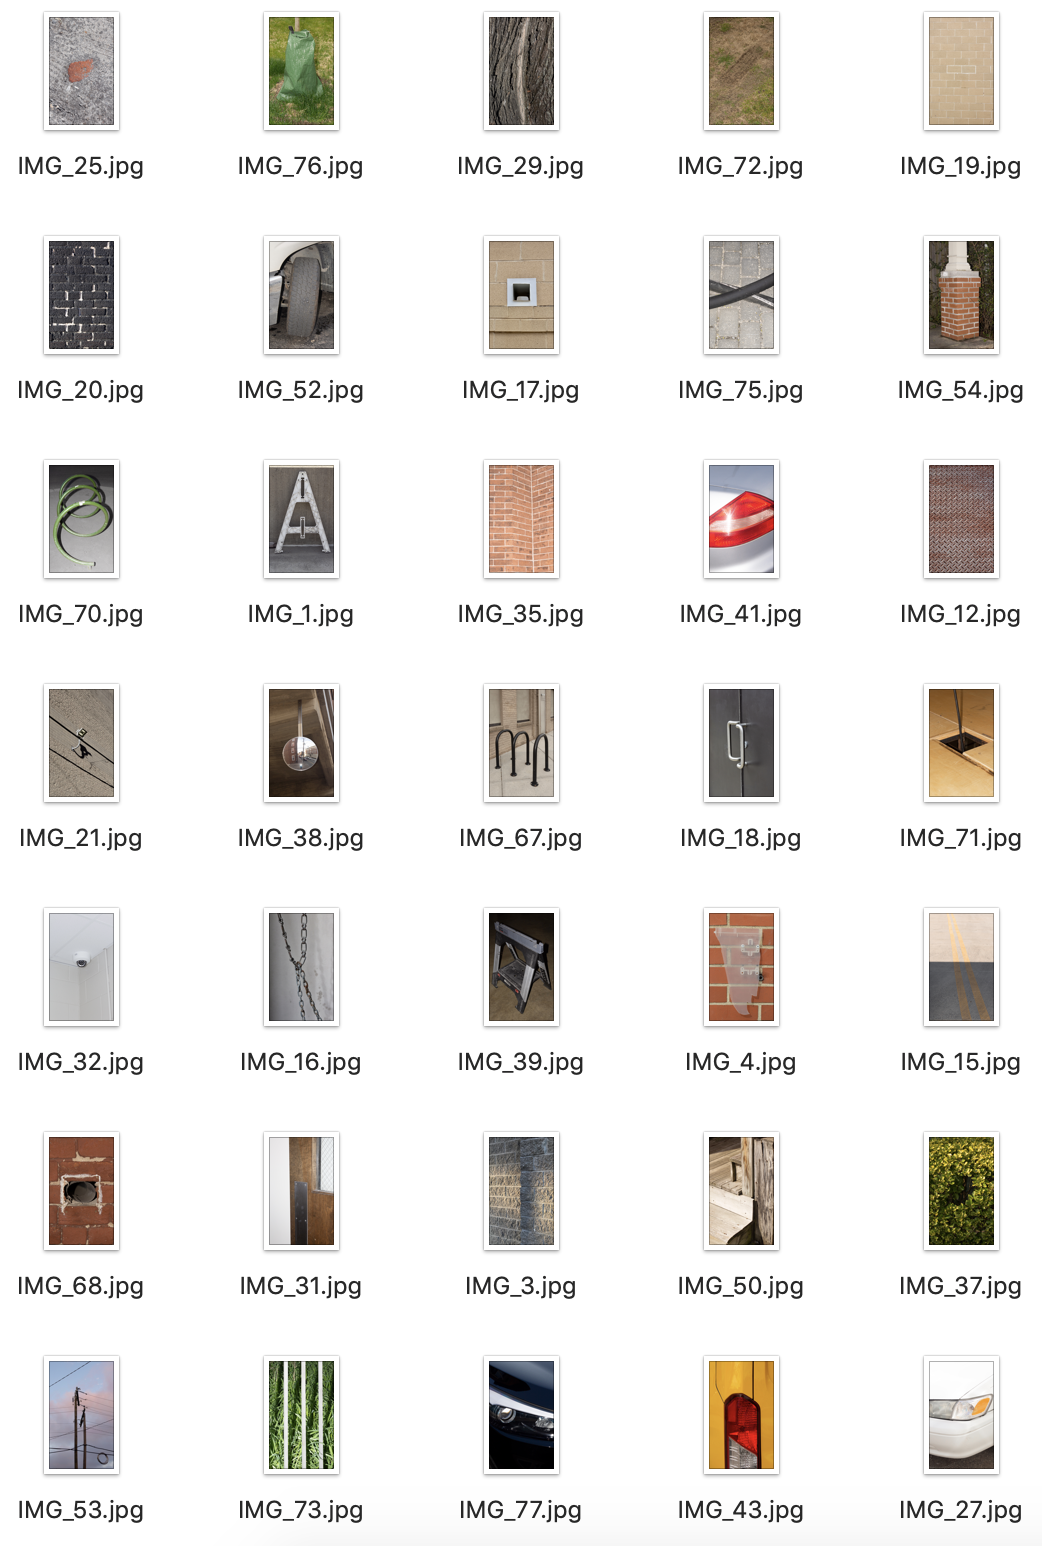 IMG_25.jpg IMG_76.jpg IMG_29.jpg IMG_72.jpg IMG_19.jpg
IMG_20.jpg IMG_52.jpg IMG_17.jpg IMG_75.jpg IMG_54.jpg
IMG_70.jpg IMG_1.jpg IMG_35.jpg IMG_41.jpg IMG_12.jpg
IMG_21.jpg IMG_38.jpg IMG_67.jpg IMG_18.jpg IMG_71.jpg
IMG_32.jpg IMG_16.jpg IMG_39.jpg IMG_4.jpg IMG_15.jpg
IMG_68.jpg IMG_31.jpg IMG_3.jpg IMG_50.jpg IMG_37.jpg
IMG_53.jpg IMG_73.jpg IMG_77.jpg IMG_43.jpg IMG_27.jpg